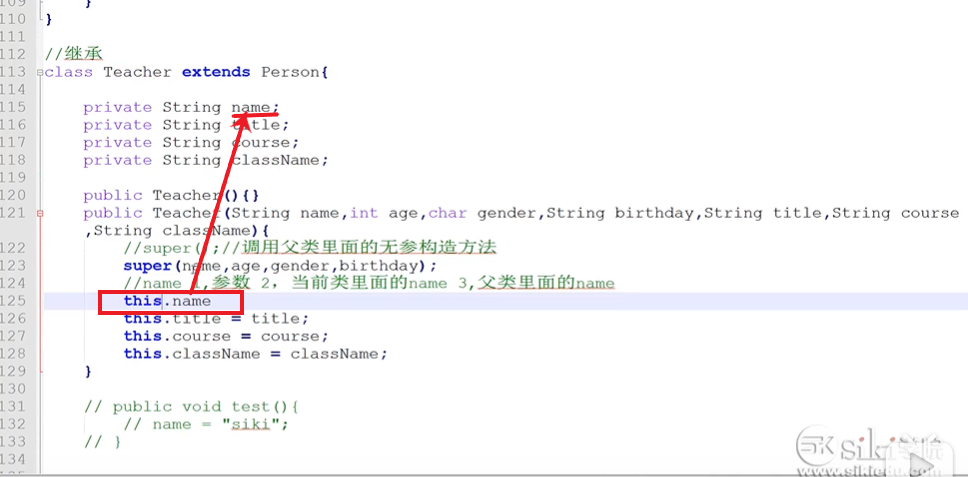 109 }
110 }
111
112 //继承
113 class Teacher extends Person{
114
115 private String name;
116 private String title;
117 private String course;
118 private String className;
119
120 public Teacher(){}
121 public Teacher(String name,int age,char gender,String birthday,String title,String course
,String className){
122 //super();//调用父类里面的无参构造方法
123 super(name,age,gender,birthday);
124 //name 1,参数 2，当前类里面的name 3,父类里面的name
125 this.name
126 this.title = title;
127 this.course = course;
128 this.className = className;
129 }
130
131 // public void test(){
132 // name = "siki";
133 // }
134
siki学院
www.sikiedu.com